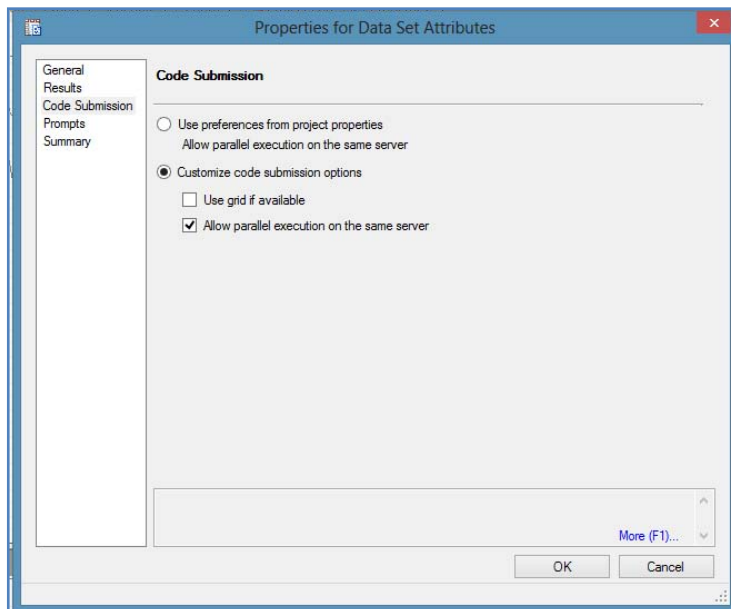 Properties for Data Set Attributes
General
Results
Code Submission
Prompts
Summary
Code Submission
Use preferences from project properties
Allow parallel execution on the same server
Customize code submission options
Use grid if available
Allow parallel execution on the same server
More (F1)...
OK
Cancel